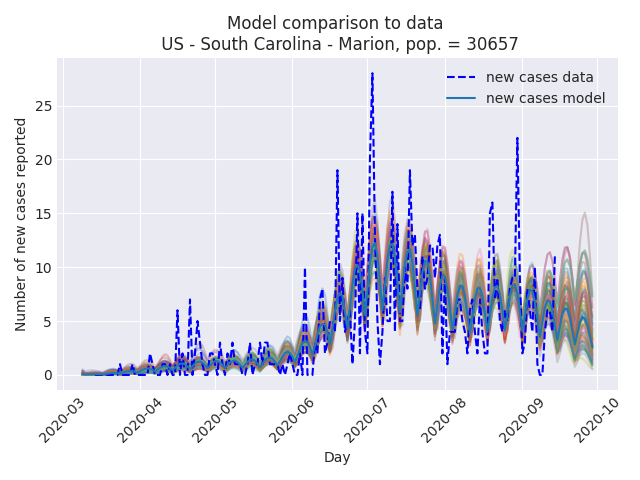 Model comparison to data
US - South Carolina - Marion, pop. = 30657
new cases data
new cases model
Number of new cases reported
25
20
15
10
5
0
2020-03
2020-04
2020-05
2020-06
2020-07
2020-08
2020-09
2020-10
Day